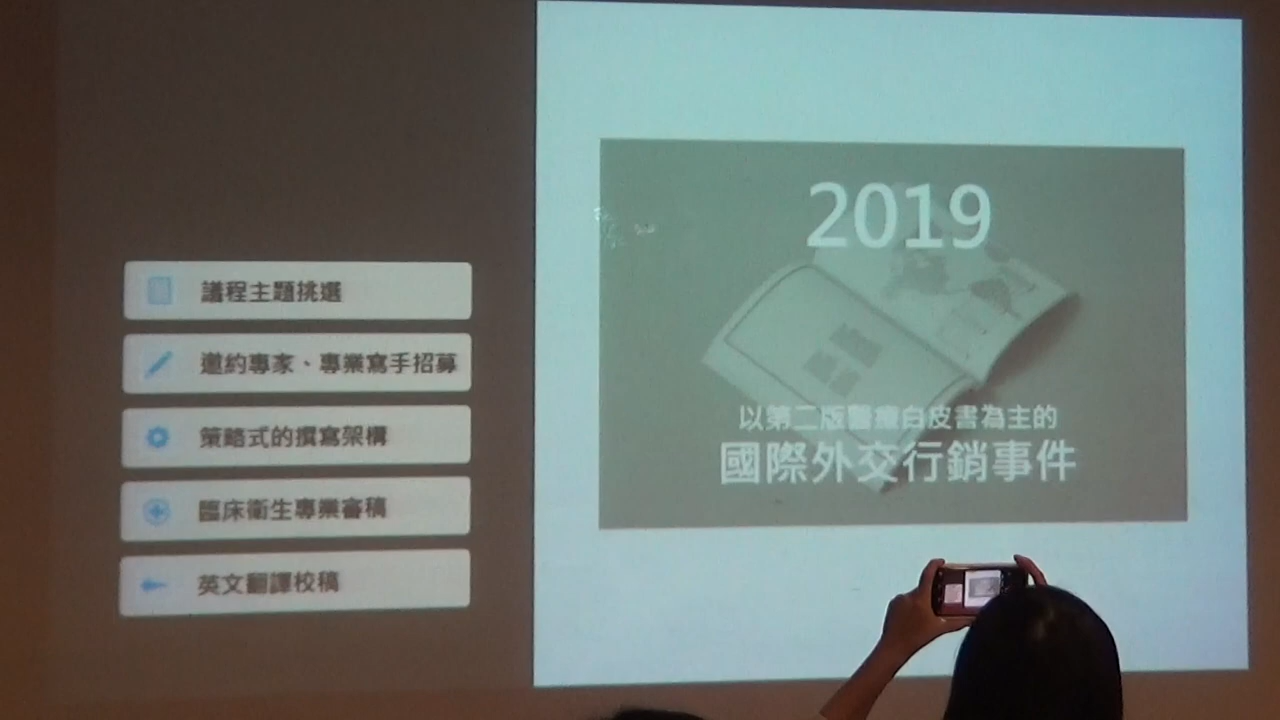 議程主題挑選
邀約專家、專業寫手招募
策略式的撰寫架構
臨床衛生專業審稿
英文翻譯校稿
2019
以第二版醫療白皮書為主的
國際外交行銷事件